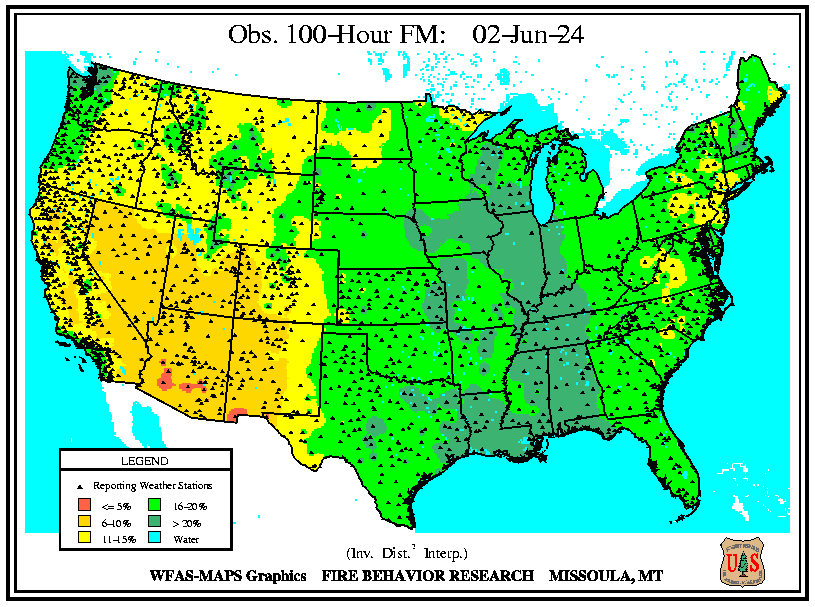 Obs. 100-Hour FM: 02-Jun-24
LEGEND
Reporting Weather Stations
<= 5% 16-20%
6-10% > 20%
11-15% Water
(Inv. Dist.² Interp.)
WFAS-MAPS Graphics FIRE BEHAVIOR RESEARCH MISSOULA, MT
U S